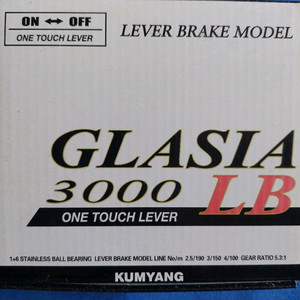 ON ↔ OFF
ONE TOUCH LEVER
LEVER BRAKE MODEL
GLASIA
3000 LB
ONE TOUCH LEVER
1+6 STAINLESS BALL BEARING LEVER BRAKE MODEL LINE No/m 2.5/190 3/150 4/100 GEAR RATIO 5.3:1
KUMYANG